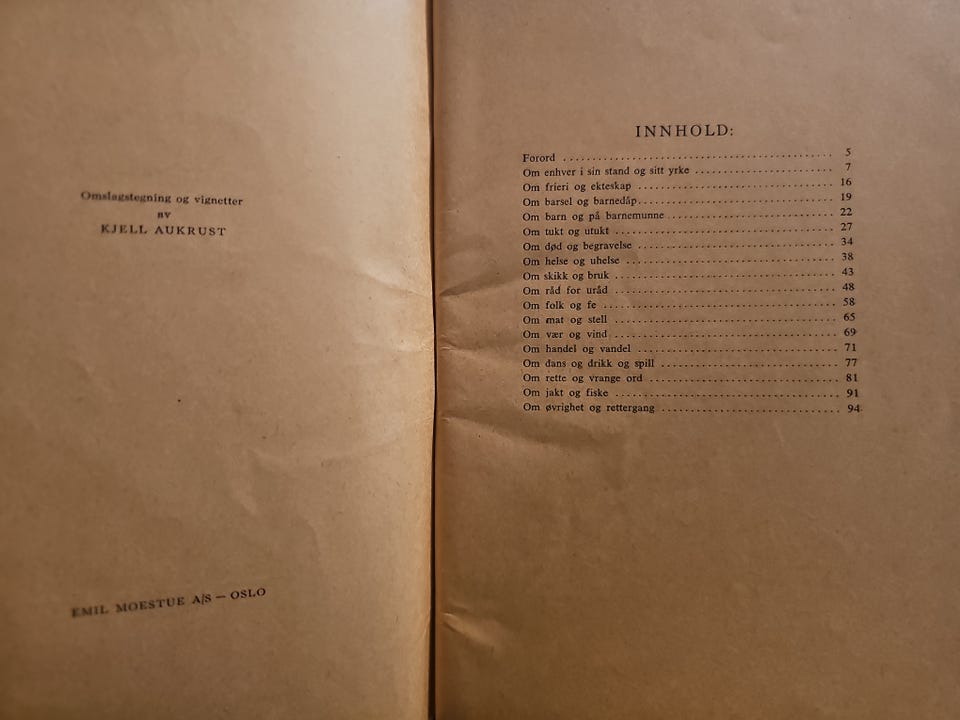 Omslagstegning og vignetter
AV
KJELL AUKRUST
EMIL MOESTUE A/S — OSLO
INNHOLD:
Forord ........................................ 5
Om enhver i sin stand og sitt yrke .................... 7
Om frieri og ekteskap ............................ 16
Om barsel og barnedåp............................ 19
Om barn og på barnemunne........................ 22
Om tukt og utukt ................................ 27
Om død og begravelse ............................ 34
Om helse og uhelse .............................. 38
Om skikk og bruk ................................ 43
Om råd for uråd ................................ 48
Om folk og fe .................................. 58
Om mat og stell ................................ 65
Om vær og vind ................................ 69
Om handel og vandel ............................ 71
Om dans og drikk og spill ........................ 77
Om rette og vrange ord .......................... 81
Om jakt og fiske ................................ 91
Om øvrighet og rettergang ........................ 94